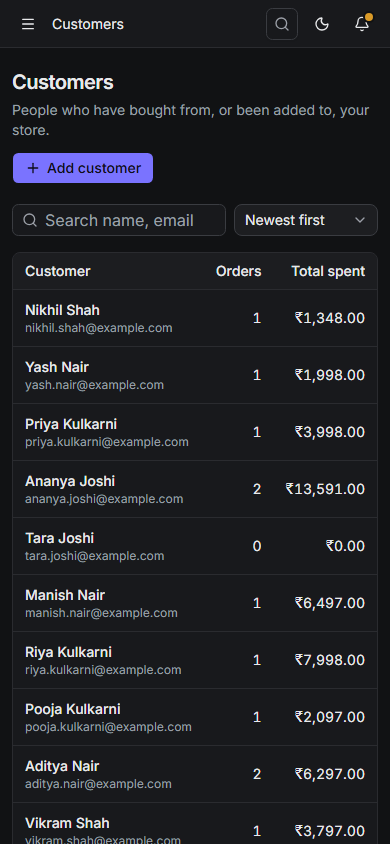 Customers
Customers
People who have bought from, or been added to, your
store.
+ Add customer
Search name, email
Newest first
Customer Orders Total spent
Nikhil Shah
nikhil.shah@example.com
1 ₹1,348.00
Yash Nair
yash.nair@example.com
1 ₹1,998.00
Priya Kulkarni
priya.kulkarni@example.com
1 ₹3,998.00
Ananya Joshi
ananya.joshi@example.com
2 ₹13,591.00
Tara Joshi
tara.joshi@example.com
0 ₹0.00
Manish Nair
manish.nair@example.com
1 ₹6,497.00
Riya Kulkarni
riya.kulkarni@example.com
1 ₹7,998.00
Pooja Kulkarni
pooja.kulkarni@example.com
1 ₹2,097.00
Aditya Nair
aditya.nair@example.com
2 ₹6,297.00
Vikram Shah
vikram.shah@example.com
1 ₹3,797.00